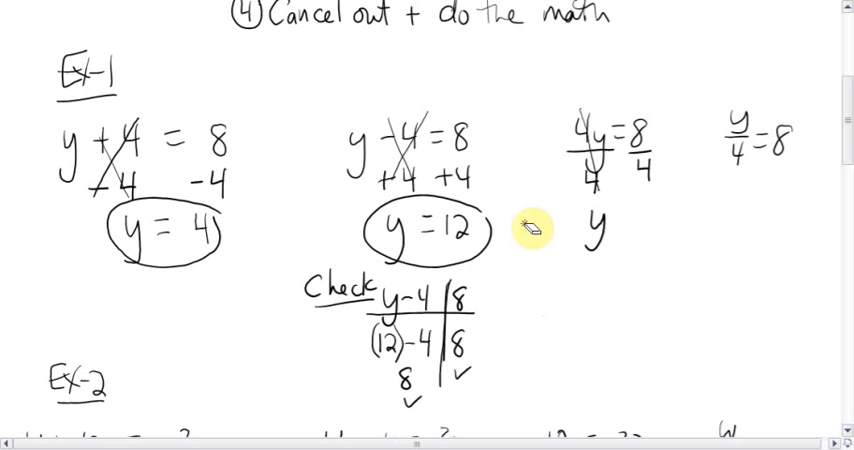 ④ Cancel out + do the math
Ex-1
y + 4 = 8
- 4 -4
y = 4
y - 4 = 8
+4 +4
y = 12
Check
y-4 | 8
(12)-4 | 8
8 ✓ | ✓
4y = 8
4 4
y
y/4 = 8
Ex-2